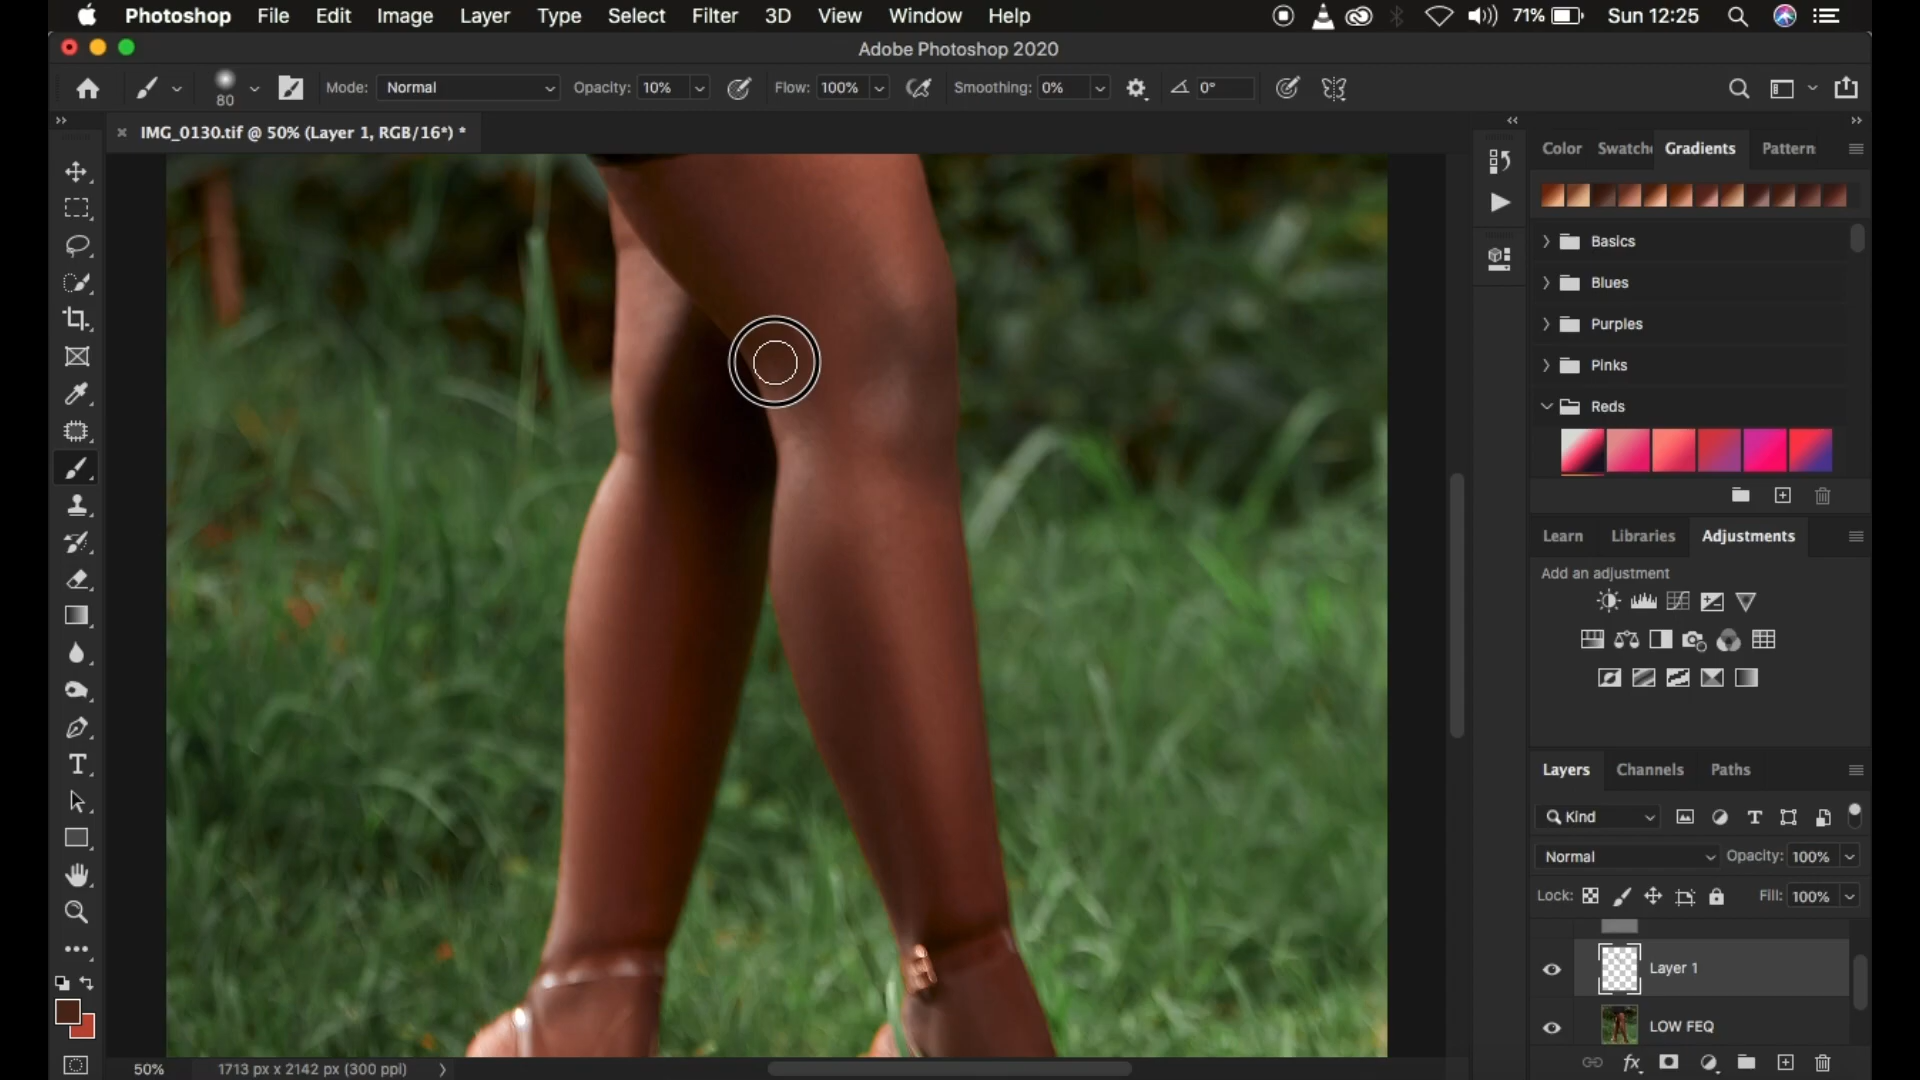 Photoshop File Edit Image Layer Type Select Filter 3D View Window Help 71% Sun 12:25
Adobe Photoshop 2020
80 Mode: Normal Opacity: 10% Flow: 100% Smoothing: 0% 0°
IMG_0130.tif @ 50% (Layer 1, RGB/16*) *
Color Swatche Gradients Pattern
Basics
Blues
Purples
Pinks
Reds
Learn Libraries Adjustments
Add an adjustment
Layers Channels Paths
Kind
Normal Opacity: 100%
Lock: Fill: 100%
Layer 1
LOW FEQ
fx
50% 1713 px x 2142 px (300 ppi)